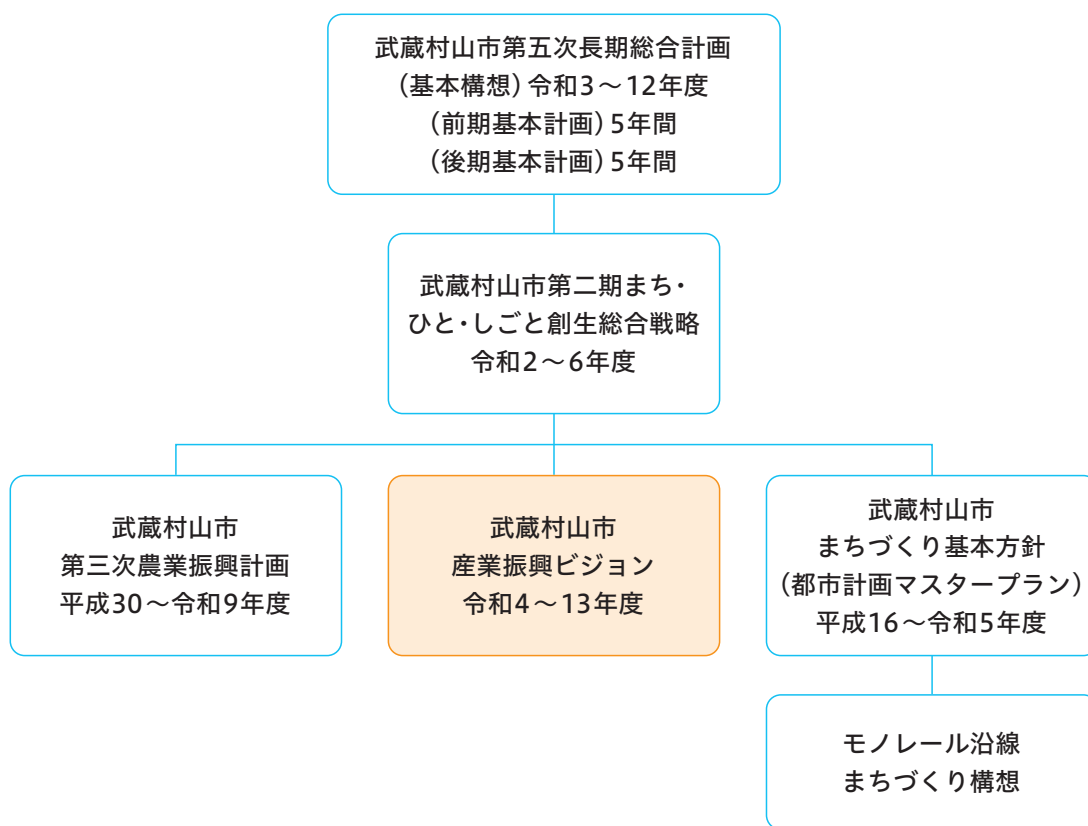 武蔵村山市第五次長期総合計画
（基本構想）令和3～12年度
（前期基本計画）5年間
（後期基本計画）5年間
武蔵村山市第二期まち・
ひと・しごと創生総合戦略
令和2～6年度
武蔵村山市
第三次農業振興計画
平成30～令和9年度
武蔵村山市
産業振興ビジョン
令和4～13年度
武蔵村山市
まちづくり基本方針
（都市計画マスタープラン）
平成16～令和5年度
モノレール沿線
まちづくり構想